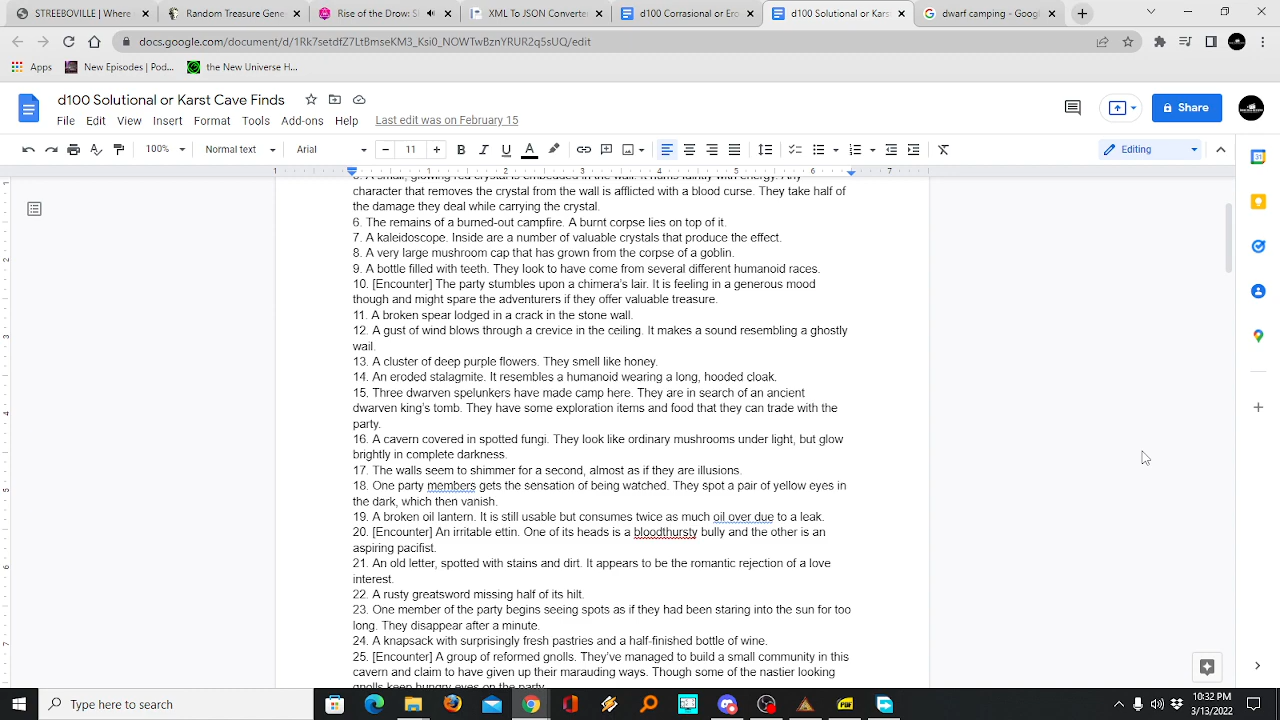 STREEBOVILLE | Where
Random Treasure Gene
Rise of the Drow: S
XML To JSON Converte
d100 Corrasional or Ero
d100 Solutional or Kars
dwarf camping - Googl
docs.google.com/document/d/1Rk7setdfZ7LtBmseKM3_Ksi0_NOWTwBznYRUR2q5sUQ/edit
Apps
New Episodes | Pod...
the New Universe H...
d100 Solutional or Karst Cave Finds
File Edit View Insert Format Tools Add-ons Help Last edit was on February 15
Share
100% Normal text Arial 11 Editing
1 1 2 3 4 5 6 7
character that removes the crystal from the wall is afflicted with a blood curse. They take half of
the damage they deal while carrying the crystal.
6. The remains of a burned-out campfire. A burnt corpse lies on top of it.
7. A kaleidoscope. Inside are a number of valuable crystals that produce the effect.
8. A very large mushroom cap that has grown from the corpse of a goblin.
9. A bottle filled with teeth. They look to have come from several different humanoid races.
10. [Encounter] The party stumbles upon a chimera's lair. It is feeling in a generous mood
though and might spare the adventurers if they offer valuable treasure.
11. A broken spear lodged in a crack in the stone wall.
12. A gust of wind blows through a crevice in the ceiling. It makes a sound resembling a ghostly
wail.
13. A cluster of deep purple flowers. They smell like honey.
14. An eroded stalagmite. It resembles a humanoid wearing a long, hooded cloak.
15. Three dwarven spelunkers have made camp here. They are in search of an ancient
dwarven king's tomb. They have some exploration items and food that they can trade with the
party.
16. A cavern covered in spotted fungi. They look like ordinary mushrooms under light, but glow
brightly in complete darkness.
17. The walls seem to shimmer for a second, almost as if they are illusions.
18. One party members gets the sensation of being watched. They spot a pair of yellow eyes in
the dark, which then vanish.
19. A broken oil lantern. It is still usable but consumes twice as much oil over due to a leak.
20. [Encounter] An irritable ettin. One of its heads is a bloodthursty bully and the other is an
aspiring pacifist.
21. An old letter, spotted with stains and dirt. It appears to be the romantic rejection of a love
interest.
22. A rusty greatsword missing half of its hilt.
23. One member of the party begins seeing spots as if they had been staring into the sun for too
long. They disappear after a minute.
24. A knapsack with surprisingly fresh pastries and a half-finished bottle of wine.
25. [Encounter] A group of reformed gnolls. They've managed to build a small community in this
cavern and claim to have given up their marauding ways. Though some of the nastier looking
gnolls keep hungry eyes on the party.
Type here to search
10:32 PM
3/13/2022